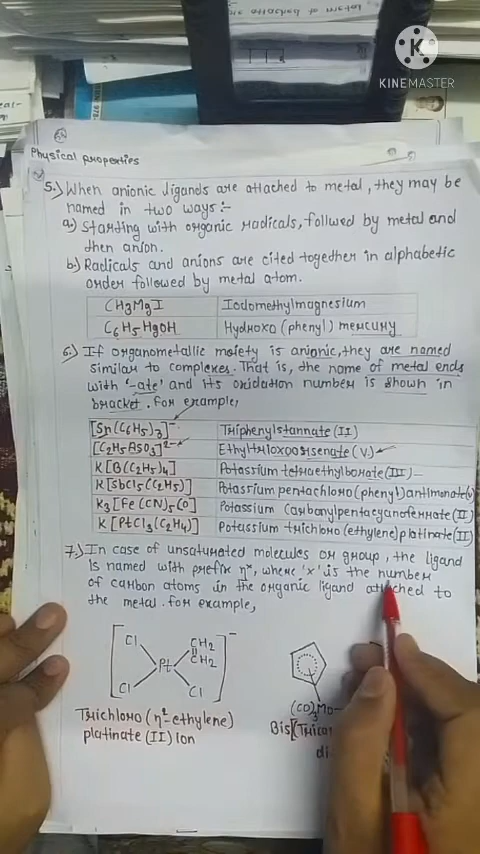 are attached to metal,
K
KINEMASTER
Physical properties
5.) When anionic ligands are attached to metal, they may be
named in two ways:-
a) Starting with organic radicals, follwed by metal and
then anion.
b) Radicals and anions are cited together in alphabetic
order followed by metal atom.
CH3MgI Iodomethylmagnesium
C6H5HgOH Hydroxo (phenyl) mercury
6.) If organometallic moiety is anionic, they are named
similar to complexes. That is, the name of metal ends
with '-ate' and its oxidation number is shown in
bracket. For example,
[Sn(C6H5)3]- Triphenylstannate (II)
[C2H5AsO3]2- Ethyltrioxoarsenate (V)
K[B(C2H5)4] Potassium tetraethylborate (III)
K[SbCl5(C2H5)] Potassium pentachloro(phenyl)antimonate(V)
K3[Fe(CN)5CO] Potassium Carbonylpentacyanoferrate (II)
K[PtCl3(C2H4)] Potassium trichloro(ethylene)platinate(II)
7.) In case of unsaturated molecules or group, the ligand
is named with prefix ηx, where 'x' is the number
of carbon atoms in the organic ligand attached to
the metal. For example,
Cl CH2
Pt CH2
Cl Cl
-
Trichloro (η2-ethylene)
platinate (II) ion
(CO)3Mo-
Bis[(Trica
di